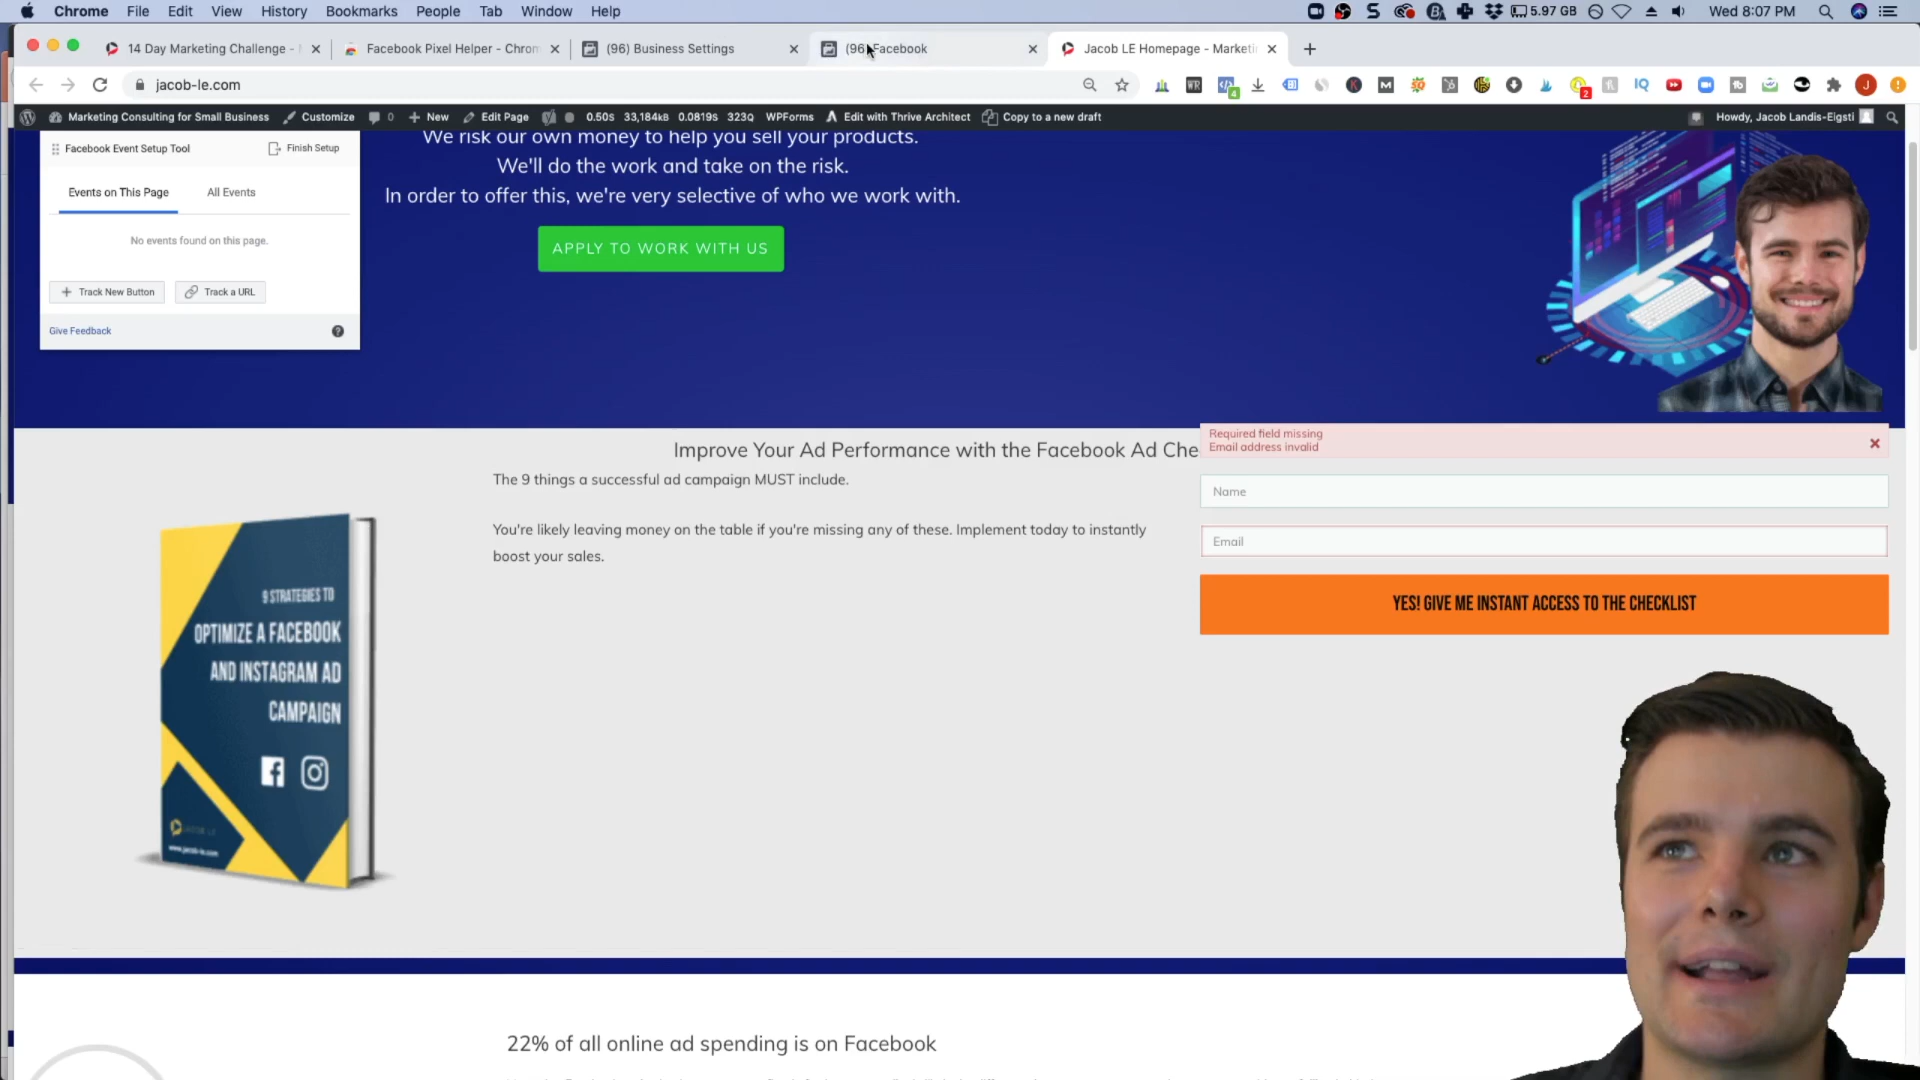 Chrome File Edit View History Bookmarks People Tab Window Help
5.97 GB Wed 8:07 PM
14 Day Marketing Challenge -
Facebook Pixel Helper - Chrom
(96) Business Settings
(96) Facebook
Jacob LE Homepage - Marketi
jacob-le.com
Marketing Consulting for Small Business Customize 0 New Edit Page 0.50S 33,184kB 0.0819S 323Q WPForms Edit with Thrive Architect Copy to a new draft Howdy, Jacob Landis-Eigsti
Facebook Event Setup Tool Finish Setup
Events on This Page All Events
No events found on this page.
Track New Button Track a URL
Give Feedback
We risk our own money to help you sell your products.
We'll do the work and take on the risk.
In order to offer this, we're very selective of who we work with.
APPLY TO WORK WITH US
Improve Your Ad Performance with the Facebook Ad Che
The 9 things a successful ad campaign MUST include.
You're likely leaving money on the table if you're missing any of these. Implement today to instantly
boost your sales.
Required field missing
Email address invalid
Name
Email
YES! GIVE ME INSTANT ACCESS TO THE CHECKLIST
9 STRATEGIES TO
OPTIMIZE A FACEBOOK
AND INSTAGRAM AD
CAMPAIGN
JACOB LE
www.jacob-le.com
22% of all online ad spending is on Facebook